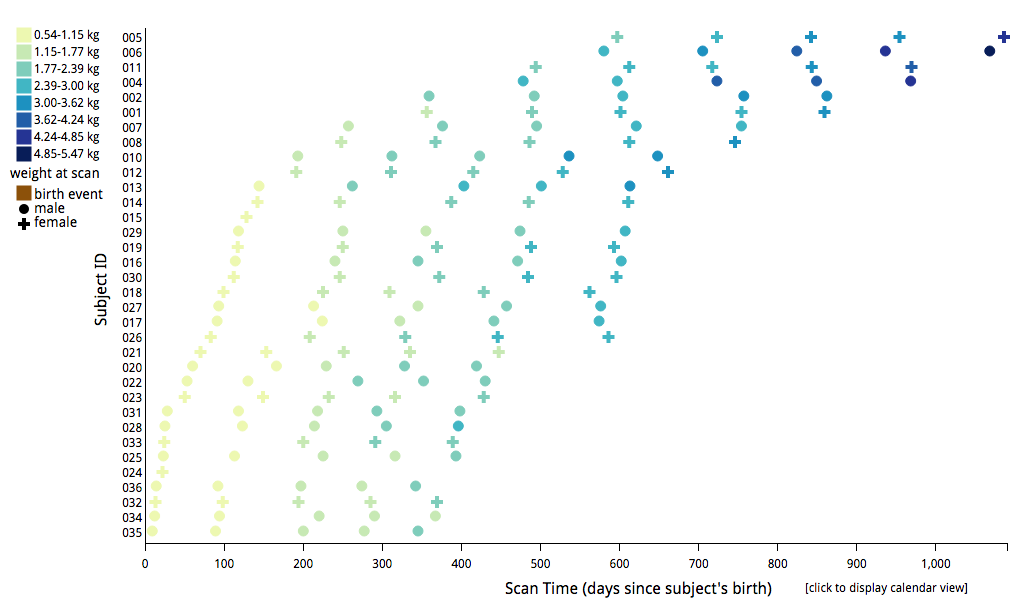 0.54-1.15 kg
1.15-1.77 kg
1.77-2.39 kg
2.39-3.00 kg
3.00-3.62 kg
3.62-4.24 kg
4.24-4.85 kg
4.85-5.47 kg
weight at scan
birth event
male
female
Subject ID
005
006
011
004
002
001
007
008
010
012
013
014
015
029
019
016
030
018
027
017
026
021
020
022
023
031
028
033
025
024
036
032
034
035
0 100 200 300 400 500 600 700 800 900 1,000
Scan Time (days since subject's birth) [click to display calendar view]